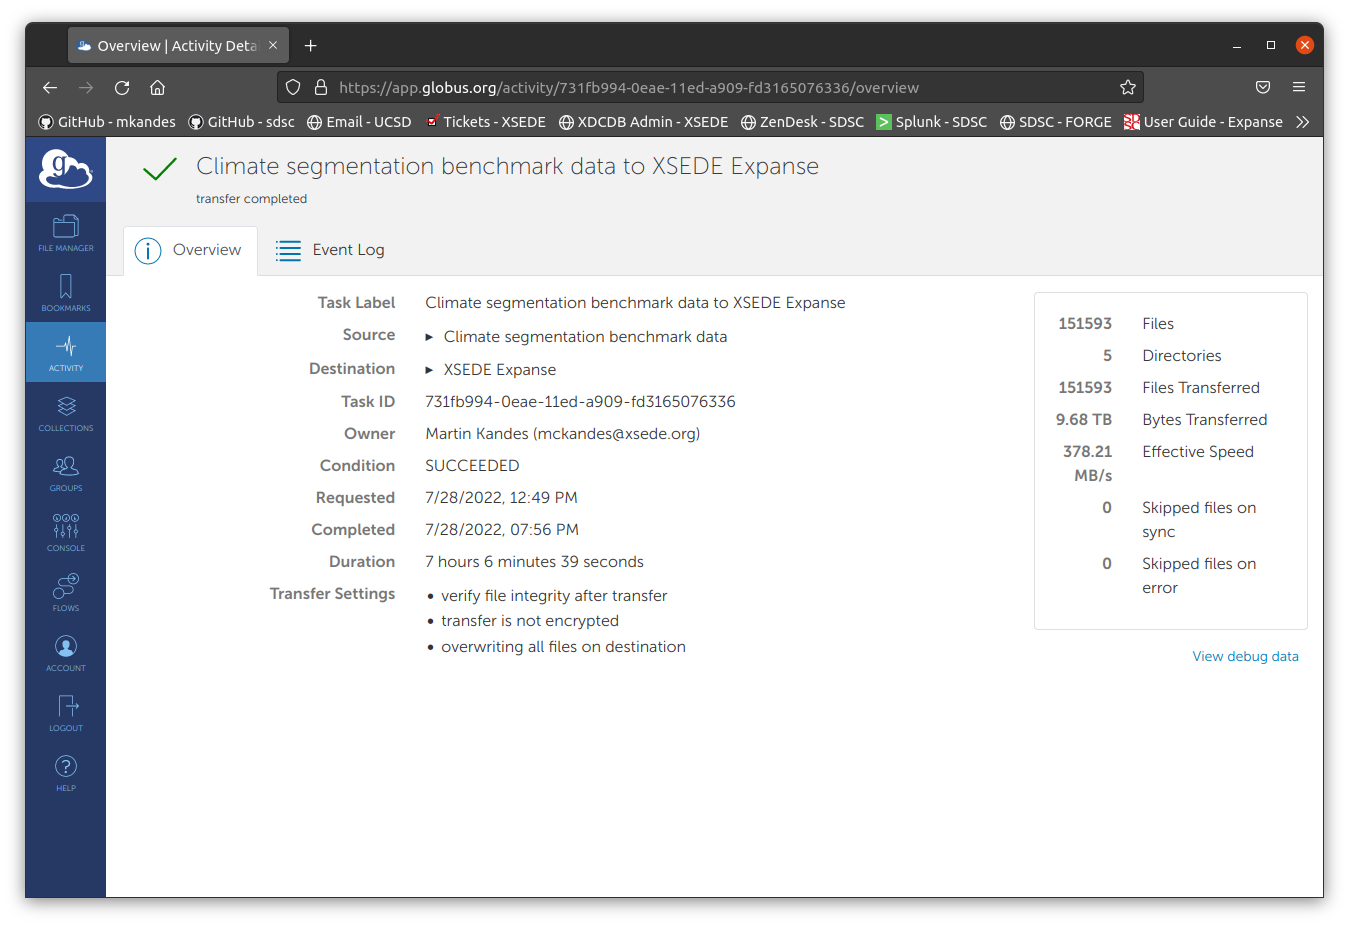 Overview | Activity Deta
https://app.globus.org/activity/731fb994-0eae-11ed-a909-fd3165076336/overview
GitHub - mkandes GitHub - sdsc Email - UCSD Tickets - XSEDE XDCDB Admin - XSEDE ZenDesk - SDSC Splunk - SDSC SDSC - FORGE User Guide - Expanse
g
FILE MANAGER
BOOKMARKS
ACTIVITY
COLLECTIONS
GROUPS
CONSOLE
FLOWS
ACCOUNT
LOGOUT
HELP
Climate segmentation benchmark data to XSEDE Expanse
transfer completed
Overview Event Log
Task Label Climate segmentation benchmark data to XSEDE Expanse
Source Climate segmentation benchmark data
Destination XSEDE Expanse
Task ID 731fb994-0eae-11ed-a909-fd3165076336
Owner Martin Kandes (mckandes@xsede.org)
Condition SUCCEEDED
Requested 7/28/2022, 12:49 PM
Completed 7/28/2022, 07:56 PM
Duration 7 hours 6 minutes 39 seconds
Transfer Settings • verify file integrity after transfer
• transfer is not encrypted
• overwriting all files on destination
151593 Files
5 Directories
151593 Files Transferred
9.68 TB Bytes Transferred
378.21 Effective Speed
MB/s
0 Skipped files on
sync
0 Skipped files on
error
View debug data